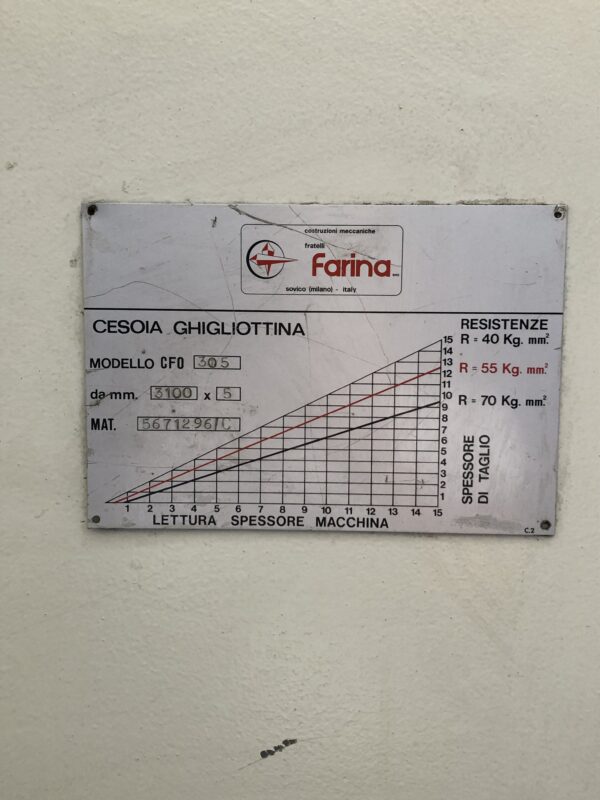 costruzioni meccaniche
fratelli
Farina snc
sovico (milano) - italy
CESOIA GHIGLIOTTINA
MODELLO CFO 305
da mm. 3100 x 5
MAT. 5671296/C
RESISTENZE
R = 40 Kg. mm².
R = 55 Kg. mm².
R = 70 Kg. mm².
15
14
13
12
11
10
9
8
7
6
5
4
3
2
1
SPESSORE
DI TAGLIO
1 2 3 4 5 6 7 8 9 10 11 12 13 14 15
LETTURA SPESSORE MACCHINA
C.2